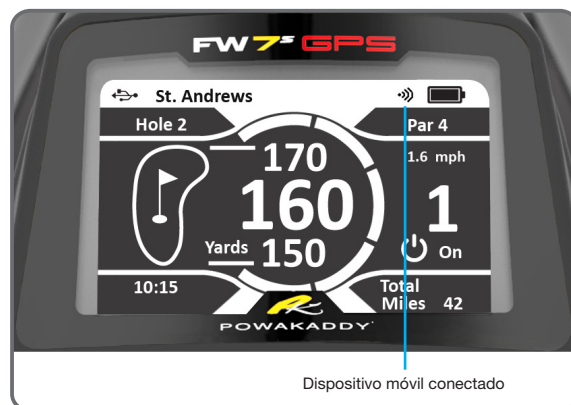 FW7s GPS
St. Andrews
Hole 2
Par 4
170
1.6 mph
160
1
Yards 150
On
10:15
Total
Miles 42
POWAKADDY
Dispositivo móvil conectado